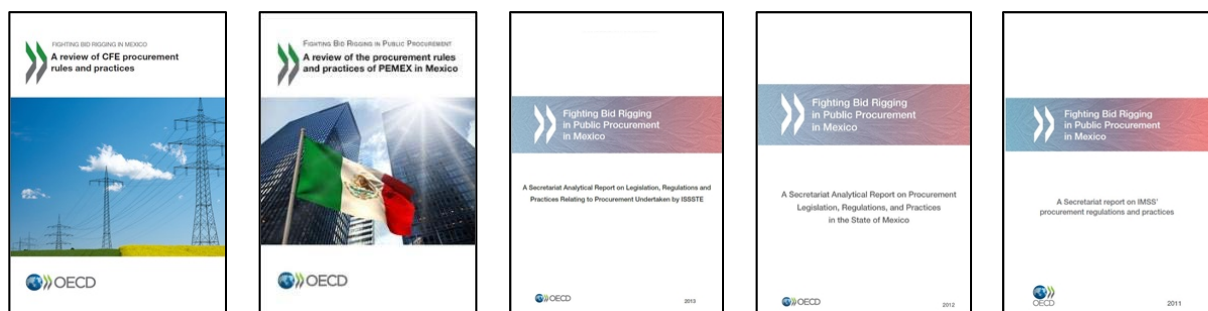 FIGHTING BID RIGGING IN MEXICO
A review of CFE procurement
rules and practices
OECD
FIGHTING BID RIGGING IN PUBLIC PROCUREMENT
A review of the procurement rules
and practices of PEMEX in Mexico
OECD
Fighting Bid Rigging
in Public Procurement
in Mexico
A Secretariat Analytical Report on Legislation, Regulations and
Practices Relating to Procurement Undertaken by ISSSTE
OECD
2013
Fighting Bid Rigging
in Public Procurement
in Mexico
A Secretariat Analytical Report on Procurement
Legislation, Regulations, and Practices
in the State of Mexico
OECD
2012
Fighting Bid Rigging
in Public Procurement
in Mexico
A Secretariat report on IMSS'
procurement regulations and practices
OECD
2011